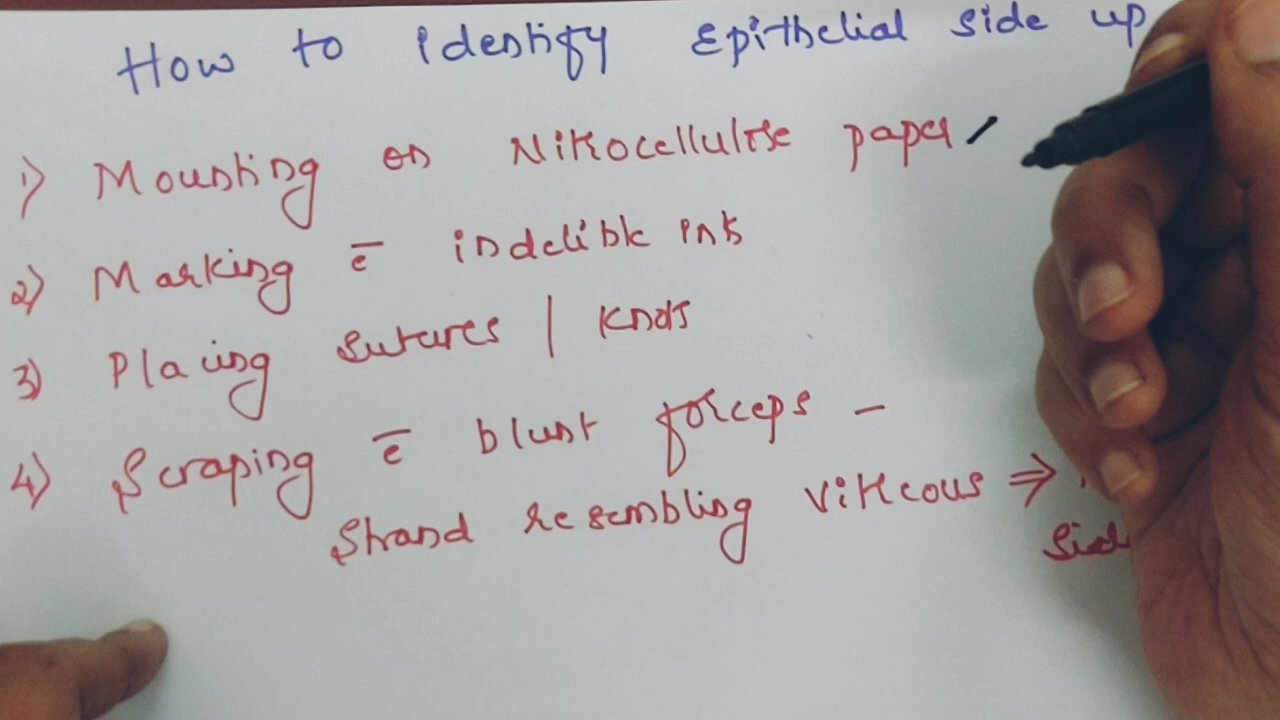 How to identify Epithelial side up
1) Mounting on Nitrocellulose paper
2) Marking c̅ indelible ink
3) Placing sutures / knots
4) Scraping c̅ blunt forceps –
Strand resembling vitreous ⇒